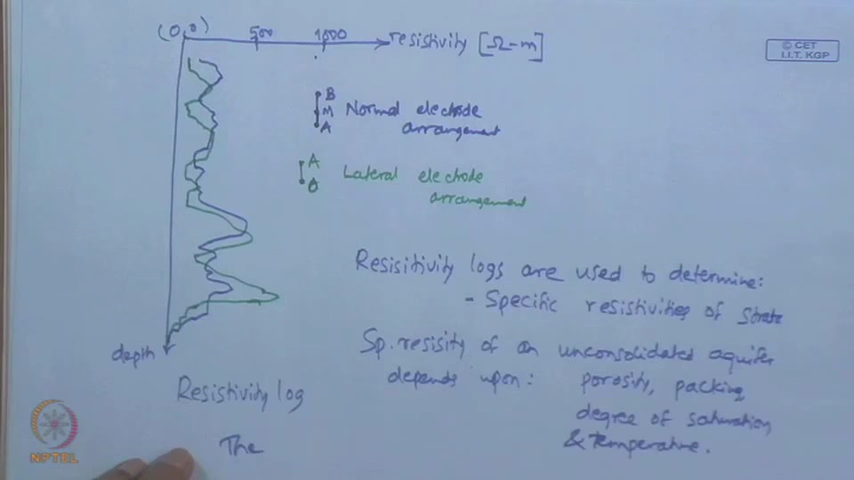 (0,0) 500 1000 resistivity [Ω-m]
© CET
I.I.T. KGP
B
M Normal electrode
A arrangement
A Lateral electrode
O arrangement
Resisitivity logs are used to determine:
- Specific resistivities of strata
Sp. resisity of an unconsolidated aquifer
depends upon: porosity, packing
degree of saturation
& temperature.
depth
Resistivity log
The
NPTEL